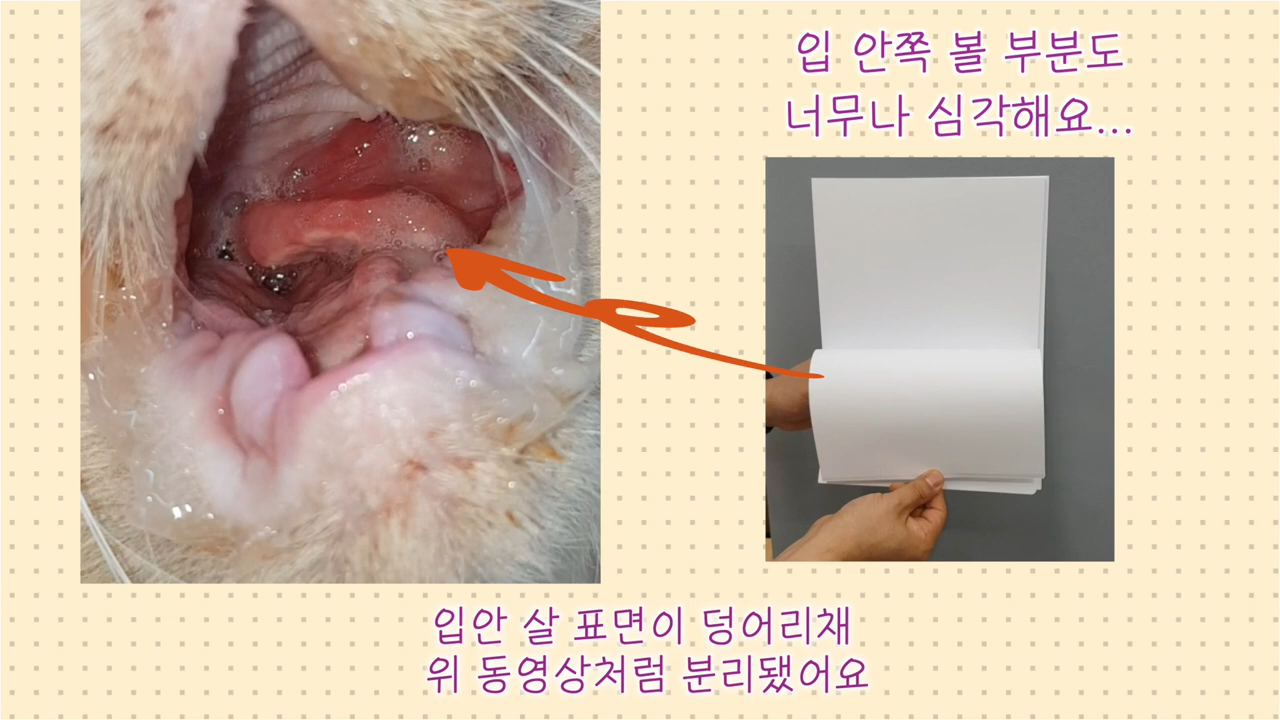 입 안쪽 볼 부분도
너무나 심각해요...
입안 살 표면이 덩어리채
위 동영상처럼 분리됐어요